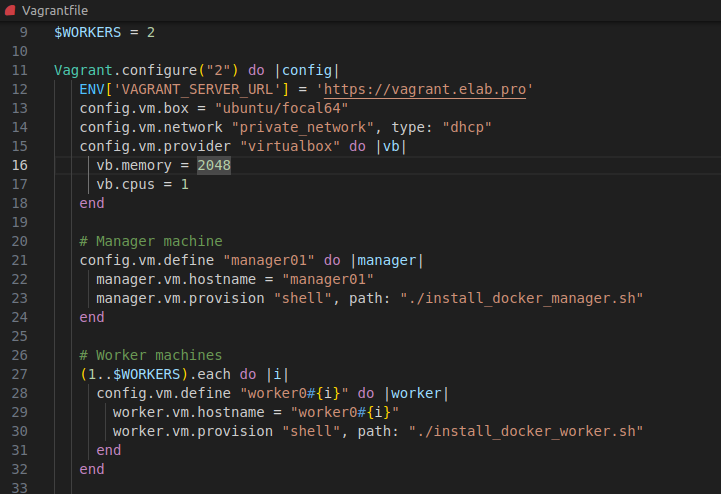 Vagrantfile
9 $WORKERS = 2
10
11 Vagrant.configure("2") do |config|
12 ENV['VAGRANT_SERVER_URL'] = 'https://vagrant.elab.pro'
13 config.vm.box = "ubuntu/focal64"
14 config.vm.network "private_network", type: "dhcp"
15 config.vm.provider "virtualbox" do |vb|
16 vb.memory = 2048
17 vb.cpus = 1
18 end
19
20 # Manager machine
21 config.vm.define "manager01" do |manager|
22 manager.vm.hostname = "manager01"
23 manager.vm.provision "shell", path: "./install_docker_manager.sh"
24 end
25
26 # Worker machines
27 (1..$WORKERS).each do |i|
28 config.vm.define "worker0#{i}" do |worker|
29 worker.vm.hostname = "worker0#{i}"
30 worker.vm.provision "shell", path: "./install_docker_worker.sh"
31 end
32 end
33